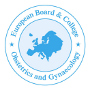 European Board & College
Obstetrics and Gynaecology